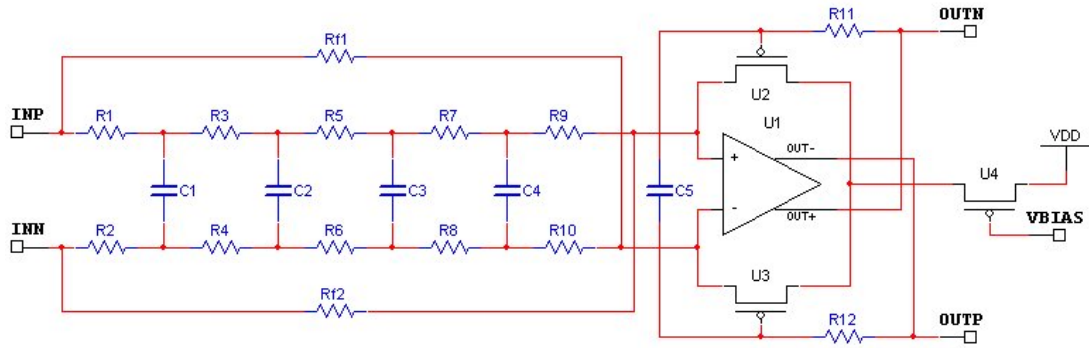 R11
OUTN
Rf1
U2
INP
R1
R3
R5
R7
R9
U1
VDD
+
OUT-
C1
C2
C3
C4
C5
U4
-
OUT+
VBIAS
INN
R2
R4
R6
R8
R10
U3
Rf2
R12
OUTP